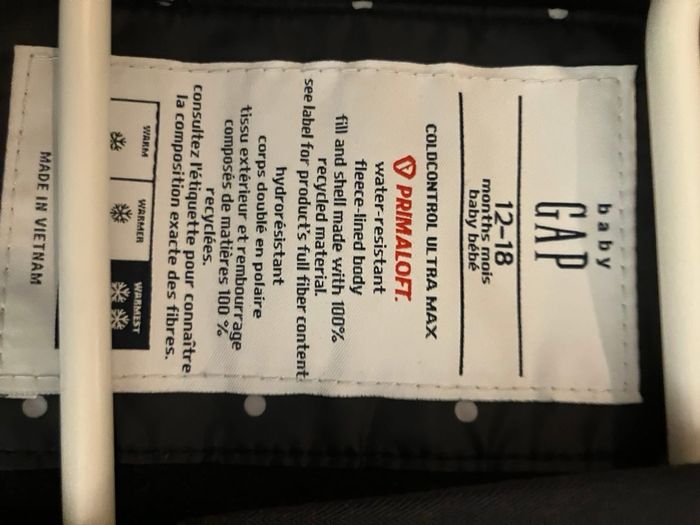 baby
GAP
12-18
months mois
baby bébé
COLDCONTROL ULTRA MAX
PRIMALOFT.
water-resistant
fleece-lined body
fill and shell made with 100%
recycled material.
see label for product's full fiber content
hydrorésistant
corps doublé en polaire
tissu extérieur et rembourrage
composés de matières 100 %
recyclées.
consultez l'étiquette pour connaître
la composition exacte des fibres.
WARM WARMER WARMEST
MADE IN VIETNAM